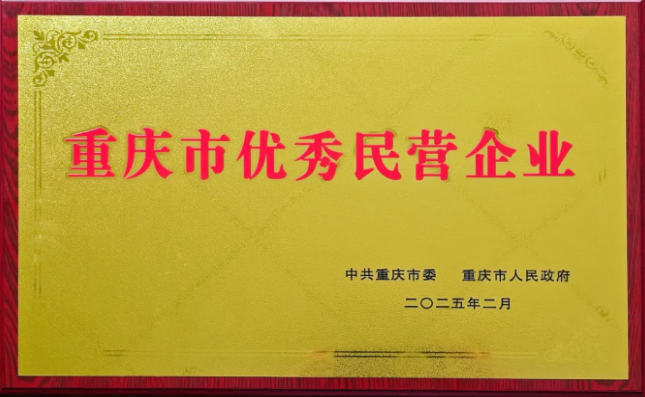 重庆市优秀民营企业
中共重庆市委 重庆市人民政府
二〇二五年二月